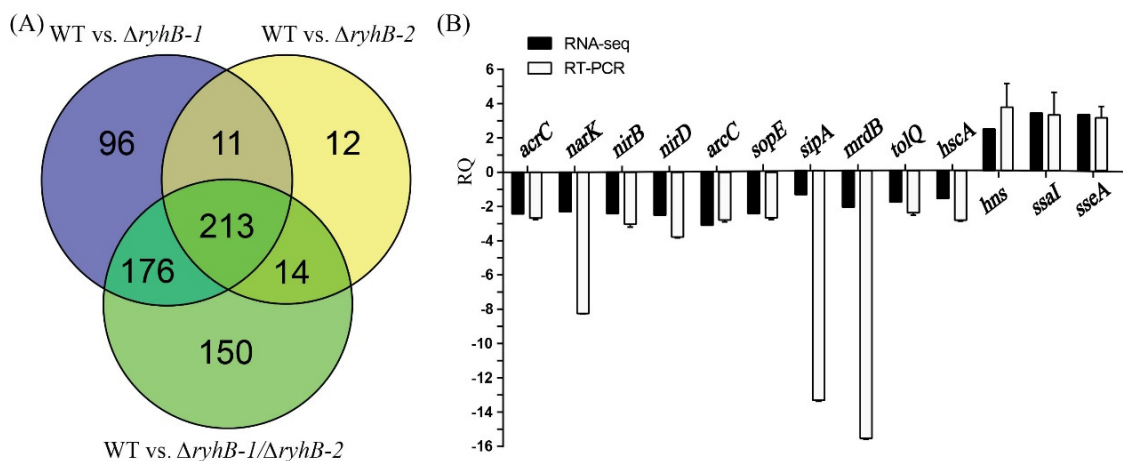 (A)
WT vs. ΔryhB-1
WT vs. ΔryhB-2
96
11
12
213
176
14
150
WT vs. ΔryhB-1/ΔryhB-2
(B)
RNA-seq
RT-PCR
RQ
6
4
2
0
-2
-4
-6
-8
-10
-12
-14
-16
acrC
narK
nirB
nirD
arcC
sopE
sipA
mrdB
tolQ
hscA
hns
ssaI
sseA